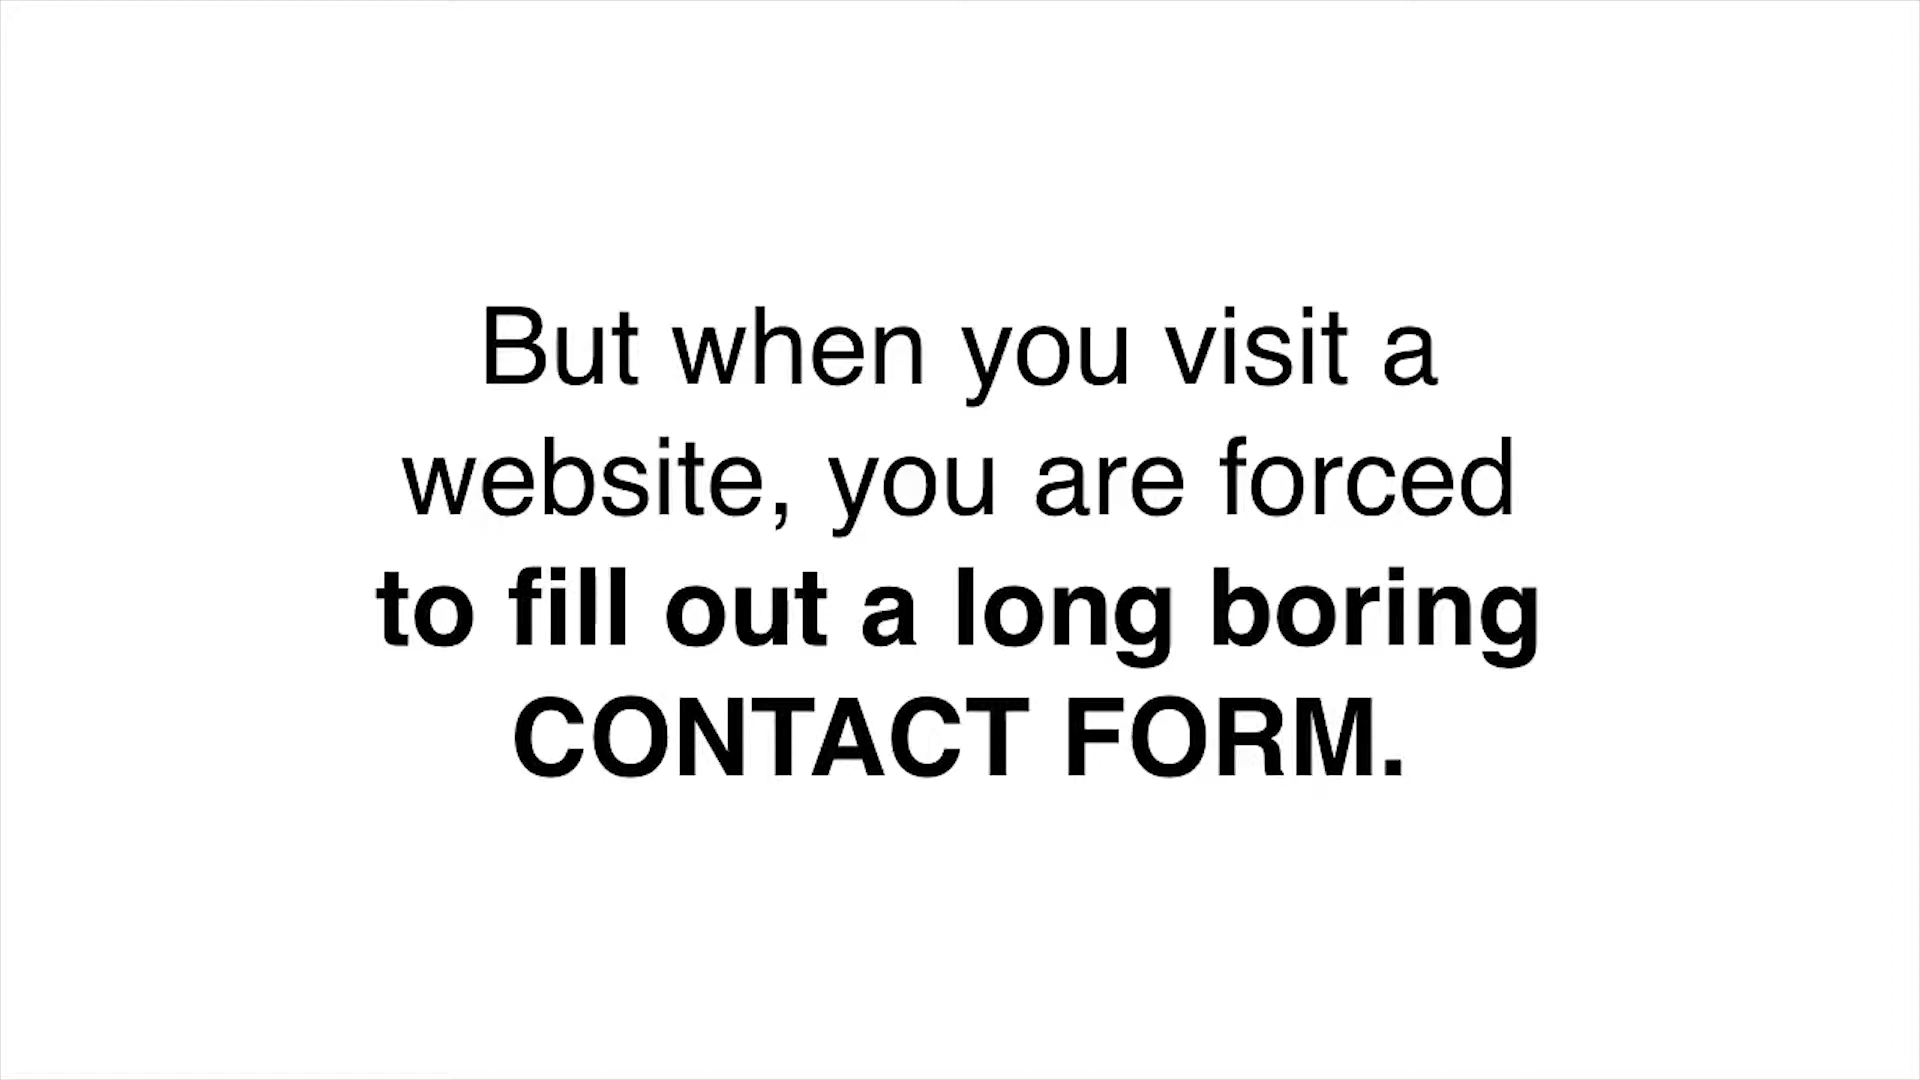 But when you visit a
website, you are forced
to fill out a long boring
CONTACT FORM.